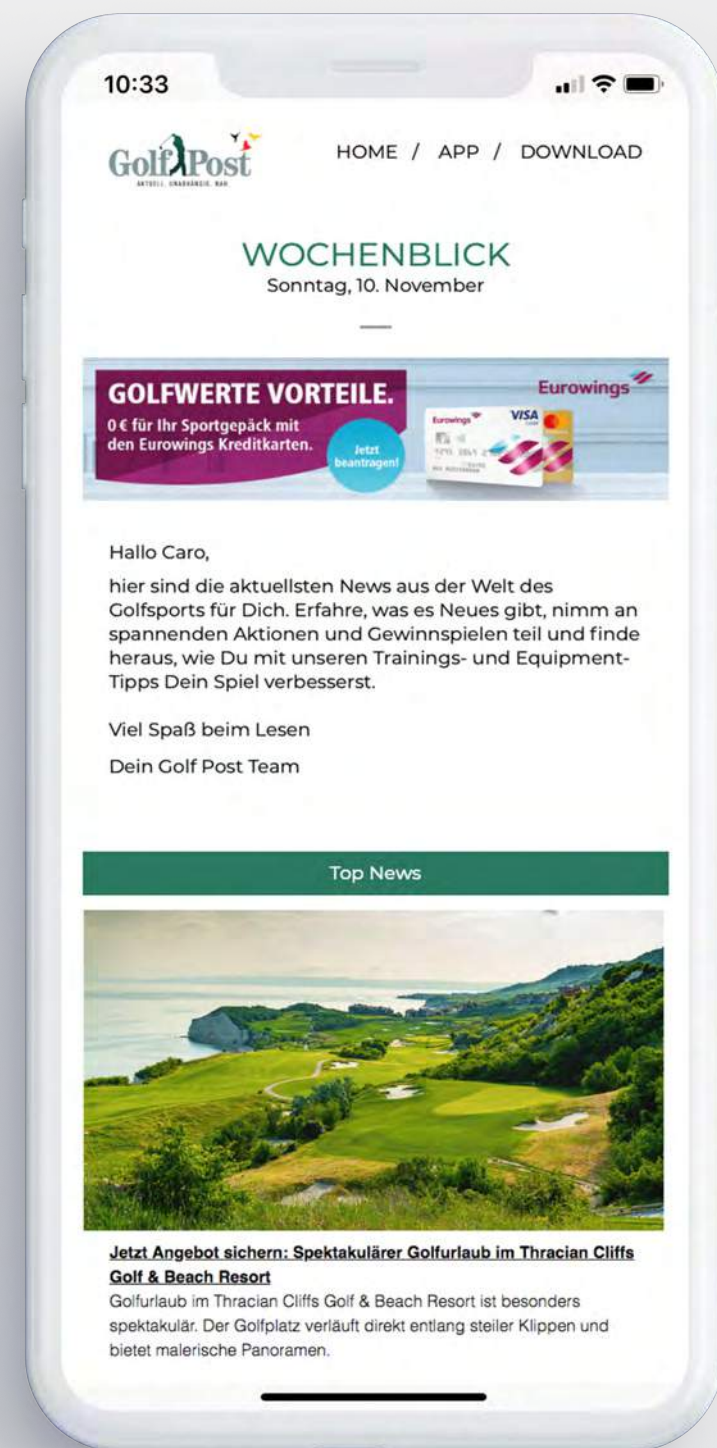 10:33
Golf Post
AKTUELL. UNABHÄNGIG. NAH.
HOME / APP / DOWNLOAD
WOCHENBLICK
Sonntag, 10. November
GOLFWERTE VORTEILE.
0 € für Ihr Sportgepäck mit
den Eurowings Kreditkarten.
Jetzt
beantragen!
Eurowings
Eurowings
VISA
Hallo Caro,
hier sind die aktuellsten News aus der Welt des
Golfsports für Dich. Erfahre, was es Neues gibt, nimm an
spannenden Aktionen und Gewinnspielen teil und finde
heraus, wie Du mit unseren Trainings- und Equipment-
Tipps Dein Spiel verbesserst.
Viel Spaß beim Lesen
Dein Golf Post Team
Top News
Jetzt Angebot sichern: Spektakulärer Golfurlaub im Thracian Cliffs
Golf & Beach Resort
Golfurlaub im Thracian Cliffs Golf & Beach Resort ist besonders
spektakulär. Der Golfplatz verläuft direkt entlang steiler Klippen und
bietet malerische Panoramen.